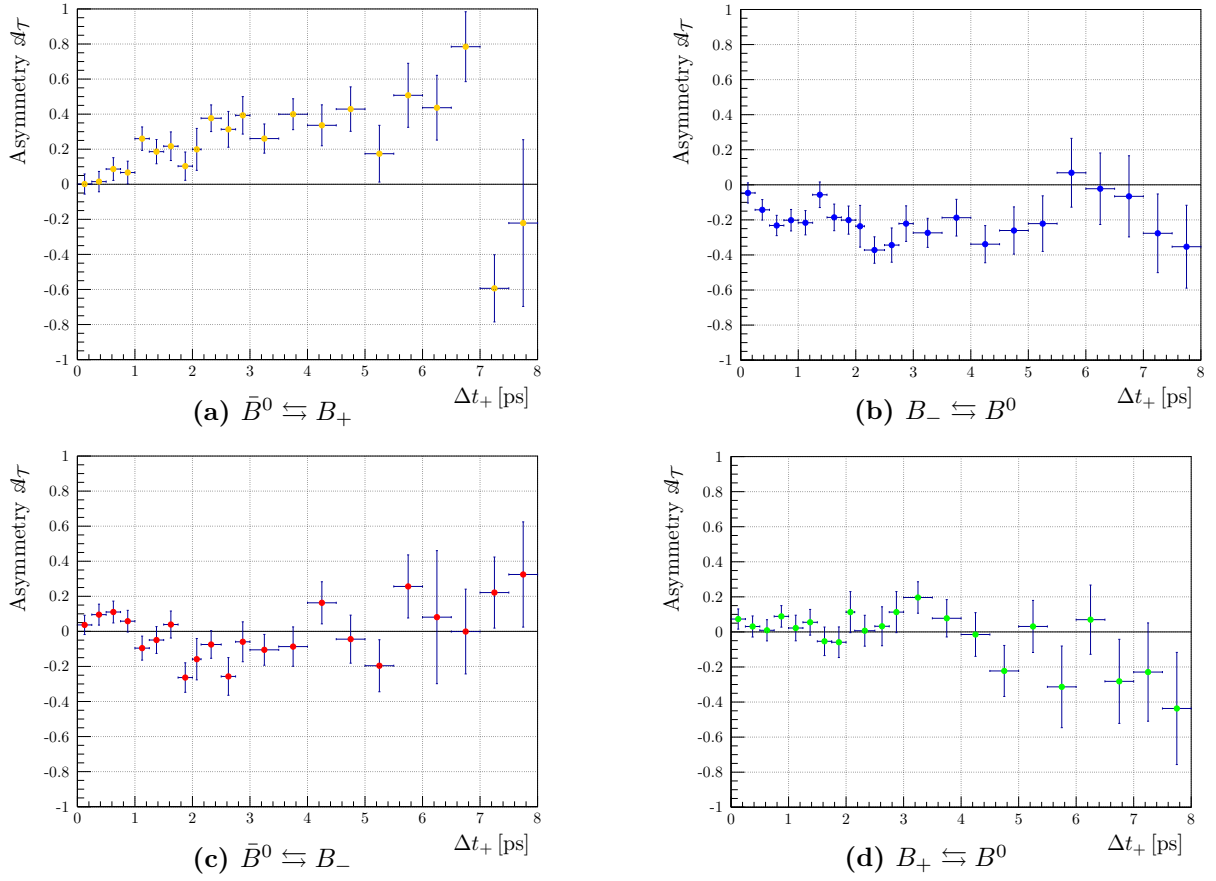 Asymmetry 𝒜_𝒯
1
0.8
0.6
0.4
0.2
0
-0.2
-0.4
-0.6
-0.8
-1
0 1 2 3 4 5 6 7 8
Δt₊ [ps]
(a) B̄⁰ ⇆ B₊
Asymmetry 𝒜_𝒯
1
0.8
0.6
0.4
0.2
0
-0.2
-0.4
-0.6
-0.8
-1
0 1 2 3 4 5 6 7 8
Δt₊ [ps]
(b) B₋ ⇆ B⁰
Asymmetry 𝒜_𝒯
1
0.8
0.6
0.4
0.2
0
-0.2
-0.4
-0.6
-0.8
-1
0 1 2 3 4 5 6 7 8
Δt₊ [ps]
(c) B̄⁰ ⇆ B₋
Asymmetry 𝒜_𝒯
1
0.8
0.6
0.4
0.2
0
-0.2
-0.4
-0.6
-0.8
-1
0 1 2 3 4 5 6 7 8
Δt₊ [ps]
(d) B₊ ⇆ B⁰